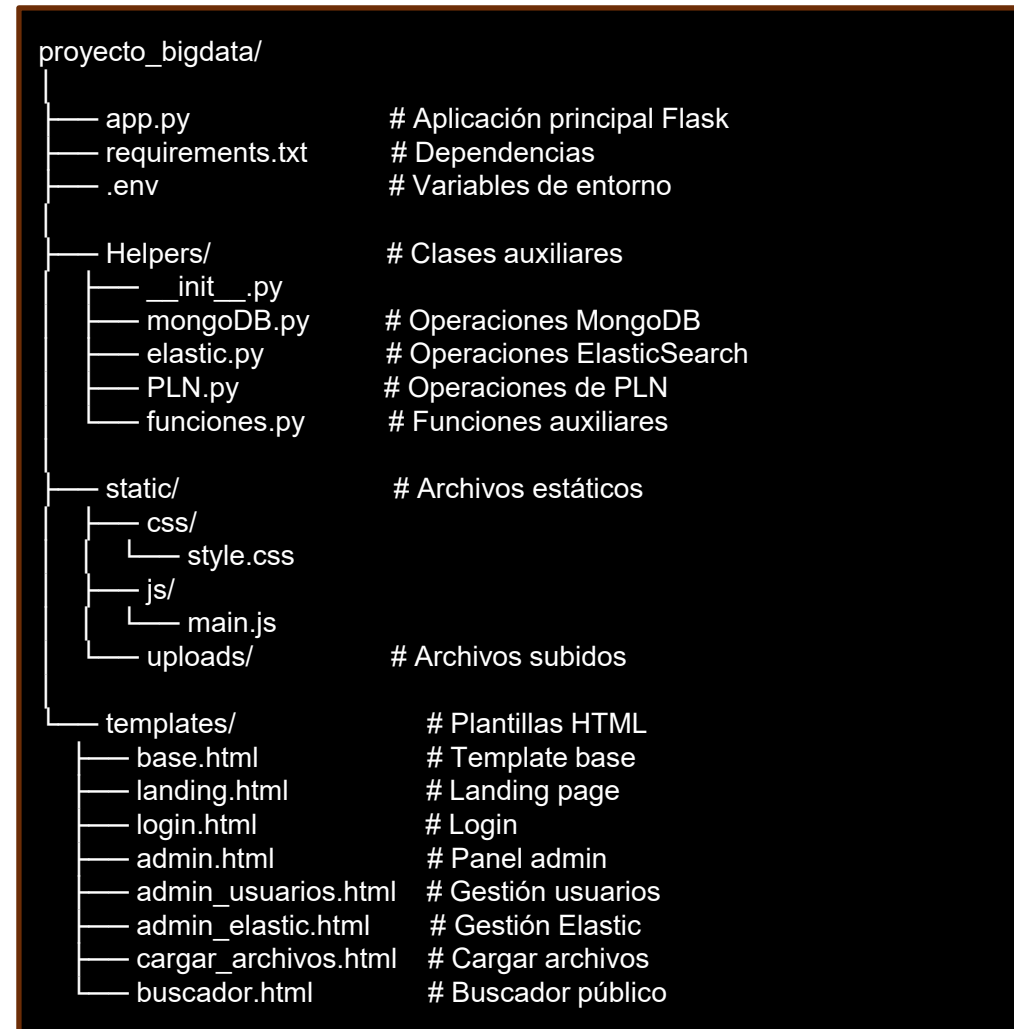 proyecto_bigdata/
│
├── app.py # Aplicación principal Flask
├── requirements.txt # Dependencias
├── .env # Variables de entorno
│
├── Helpers/ # Clases auxiliares
│ ├── __init__.py
│ ├── mongoDB.py # Operaciones MongoDB
│ ├── elastic.py # Operaciones ElasticSearch
│ ├── PLN.py # Operaciones de PLN
│ └── funciones.py # Funciones auxiliares
│
├── static/ # Archivos estáticos
│ ├── css/
│ │ └── style.css
│ ├── js/
│ │ └── main.js
│ └── uploads/ # Archivos subidos
│
└── templates/ # Plantillas HTML
├── base.html # Template base
├── landing.html # Landing page
├── login.html # Login
├── admin.html # Panel admin
├── admin_usuarios.html # Gestión usuarios
├── admin_elastic.html # Gestión Elastic
├── cargar_archivos.html # Cargar archivos
└── buscador.html # Buscador público